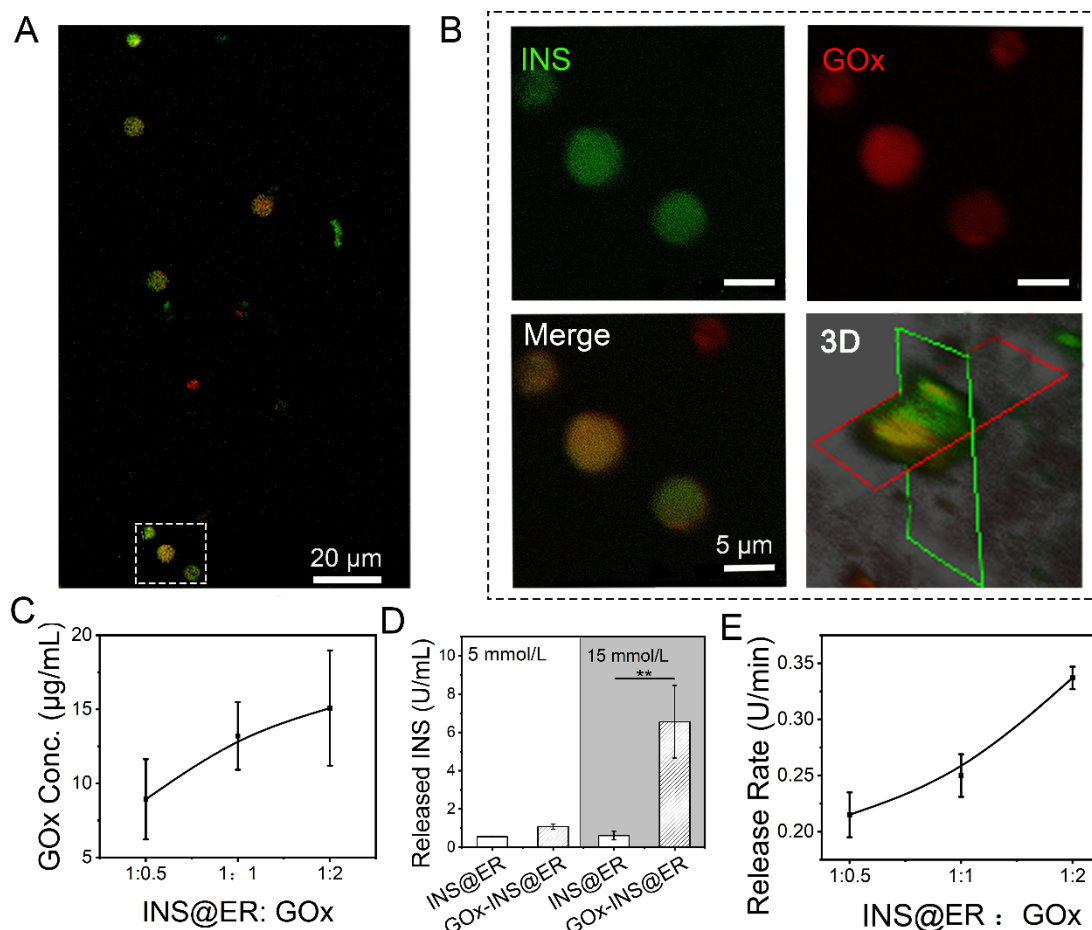 A
20 µm
B
INS
GOx
Merge
5 µm
3D
C
GOx Conc. (µg/mL)
20
15
10
5
1:0.5
1: 1
1:2
INS@ER: GOx
D
Released INS (U/mL)
10
8
6
4
2
0
5 mmol/L
15 mmol/L
**
INS@ER
GOx-INS@ER
INS@ER
GOx-INS@ER
E
Release Rate (U/min)
0.35
0.30
0.25
0.20
1:0.5
1:1
1:2
INS@ER : GOx